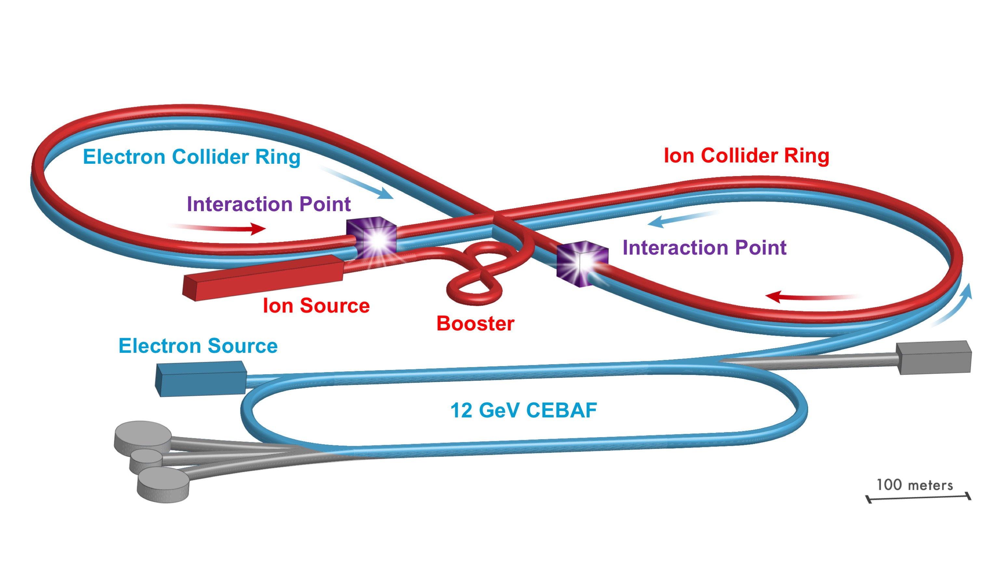 Electron Collider Ring
Ion Collider Ring
Interaction Point
Interaction Point
Ion Source
Booster
Electron Source
12 GeV CEBAF
100 meters